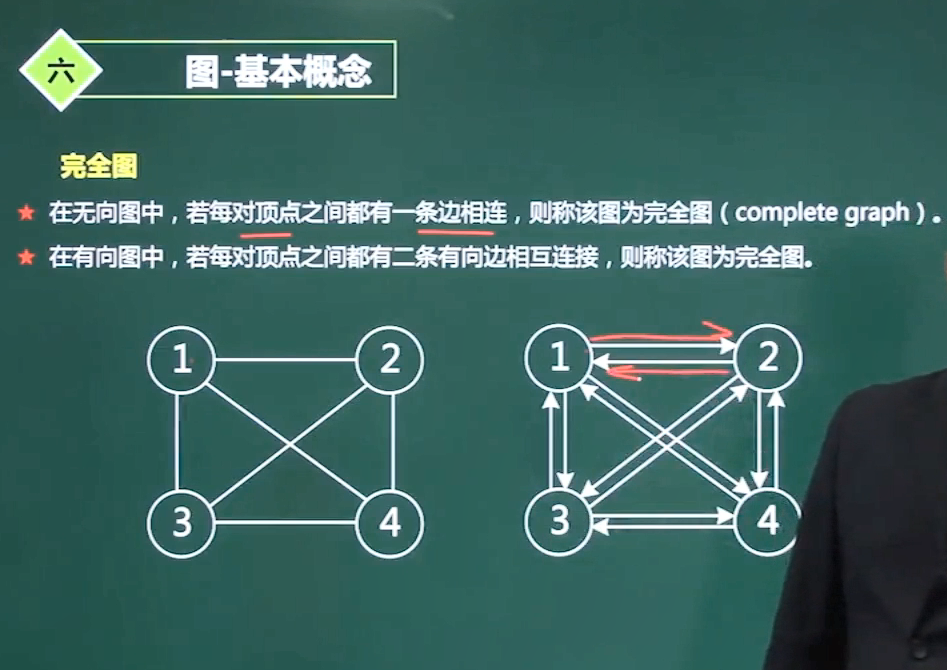 六
图-基本概念
完全图
★ 在无向图中，若每对顶点之间都有一条边相连，则称该图为完全图（complete graph）。
★ 在有向图中，若每对顶点之间都有二条有向边相互连接，则称该图为完全图。
1 2 1 2
3 4 3 4